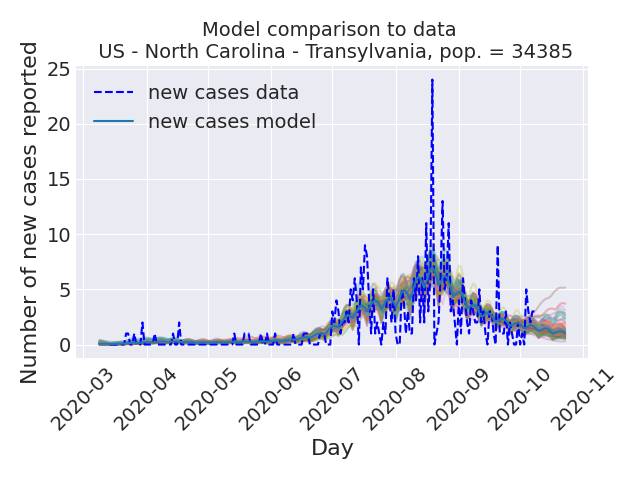 Model comparison to data
US - North Carolina - Transylvania, pop. = 34385
Number of new cases reported
25
20
15
10
5
0
new cases data
new cases model
2020-03
2020-04
2020-05
2020-06
2020-07
2020-08
2020-09
2020-10
2020-11
Day